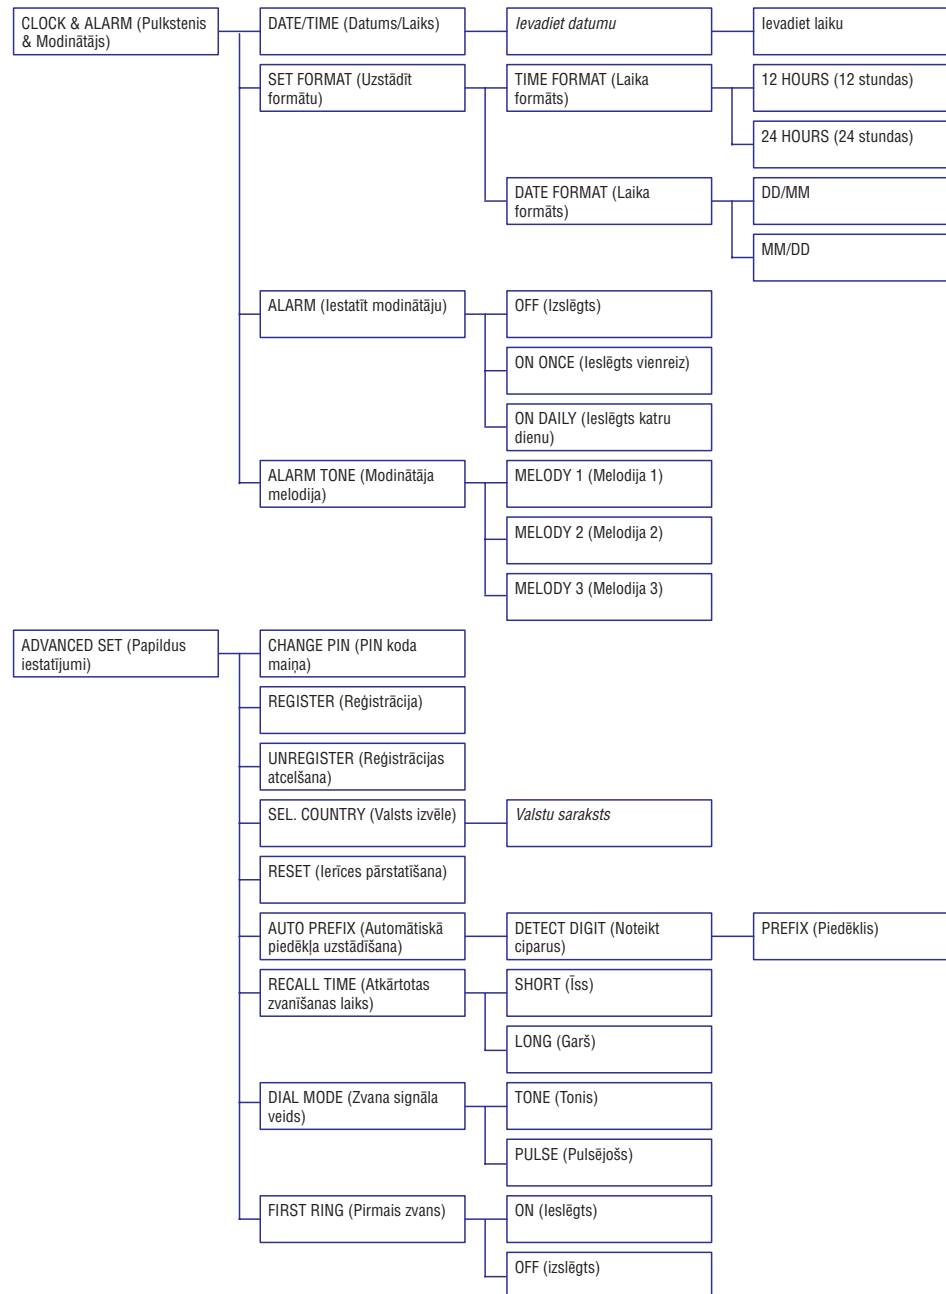 CLOCK & ALARM (Pulkstenis
& Modinātājs)
DATE/TIME (Datums/Laiks)
Ievadiet datumu
Ievadiet laiku
SET FORMAT (Uzstādīt
formātu)
TIME FORMAT (Laika
formāts)
12 HOURS (12 stundas)
24 HOURS (24 stundas)
DATE FORMAT (Laika
formāts)
DD/MM
MM/DD
ALARM (Iestatīt modinātāju)
OFF (Izslēgts)
ON ONCE (Ieslēgts vienreiz)
ON DAILY (Ieslēgts katru
dienu)
ALARM TONE (Modinātāja
melodija)
MELODY 1 (Melodija 1)
MELODY 2 (Melodija 2)
MELODY 3 (Melodija 3)
ADVANCED SET (Papildus
iestatījumi)
CHANGE PIN (PIN koda
maiņa)
REGISTER (Reģistrācija)
UNREGISTER (Reģistrācijas
atcelšana)
SEL. COUNTRY (Valsts izvēle)
Valstu saraksts
RESET (Ierīces pārstatīšana)
AUTO PREFIX (Automātiskā
piedēkļa uzstādīšana)
DETECT DIGIT (Noteikt
ciparus)
PREFIX (Piedēklis)
RECALL TIME (Atkārtotas
zvanīšanas laiks)
SHORT (Īss)
LONG (Garš)
DIAL MODE (Zvana signāla
veids)
TONE (Tonis)
PULSE (Pulsējošs)
FIRST RING (Pirmais zvans)
ON (Ieslēgts)
OFF (izslēgts)